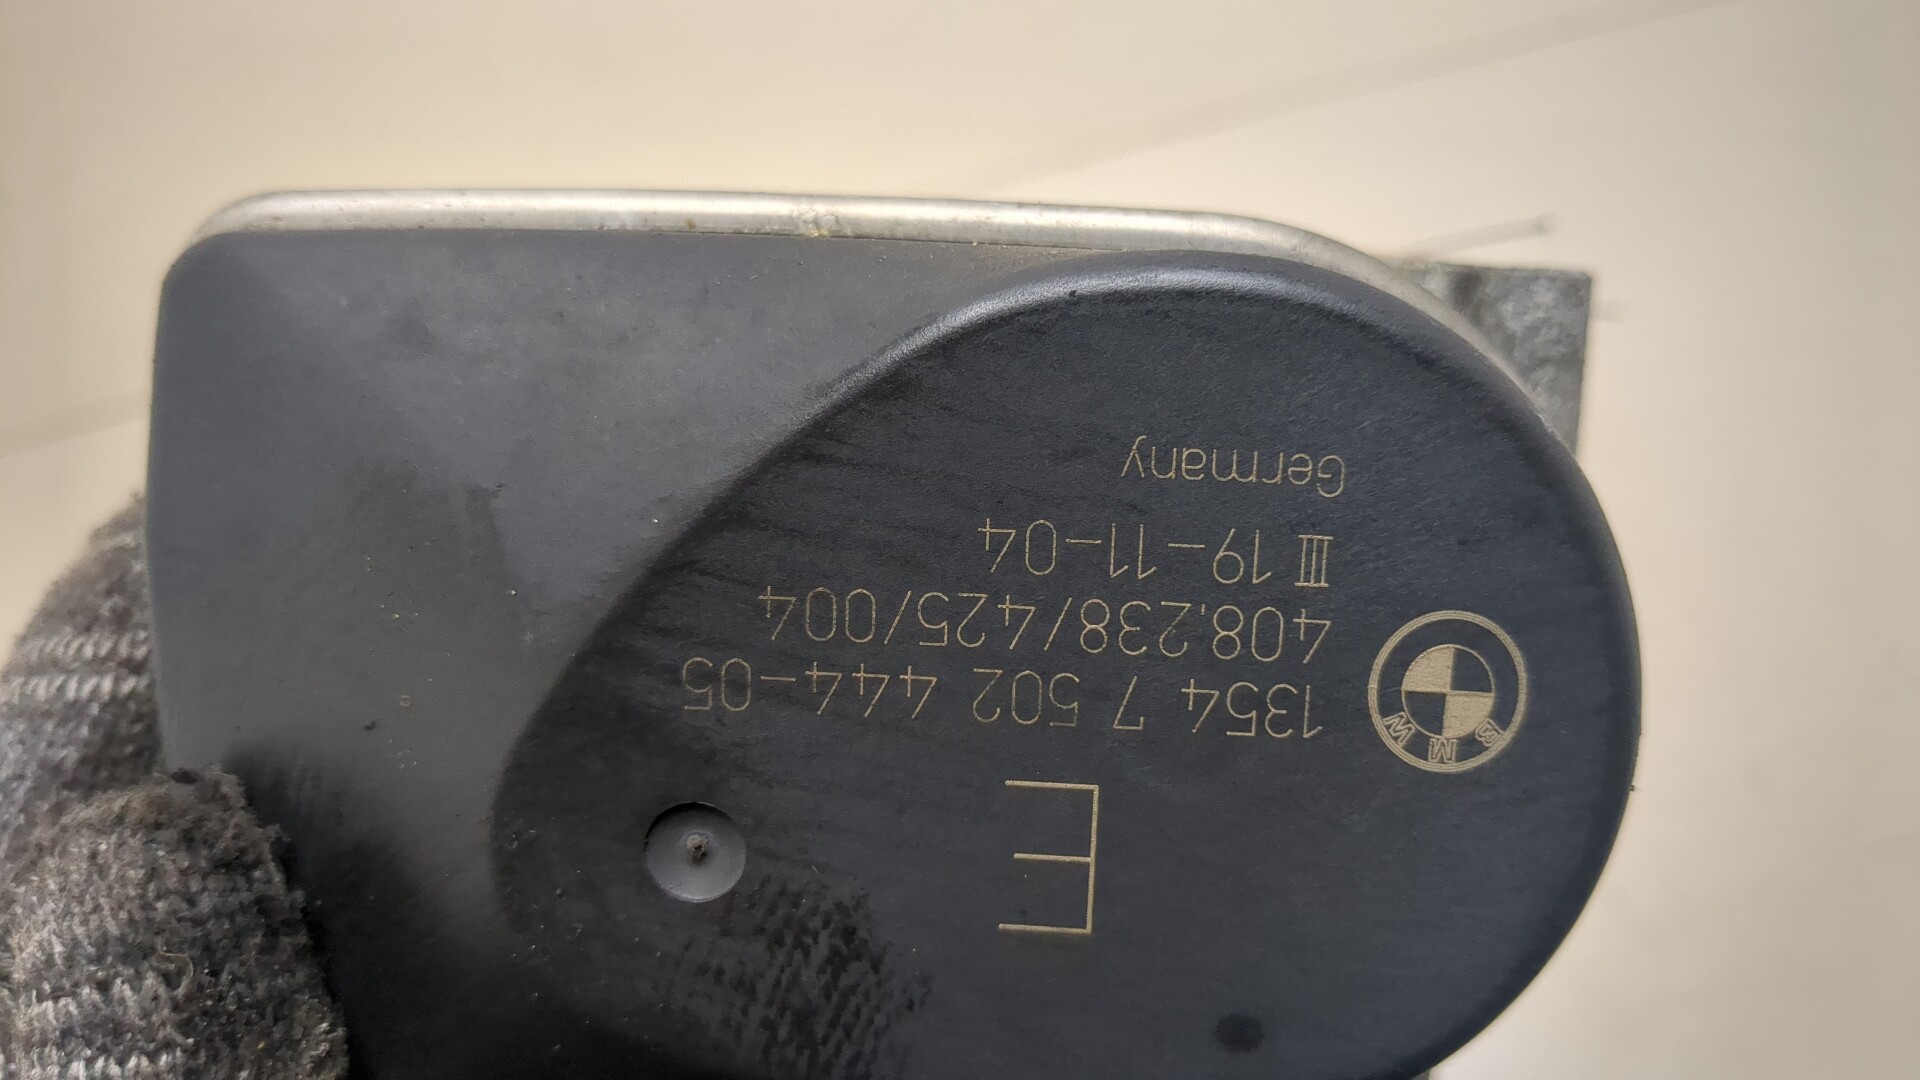 E
BMW
1354 7 502 444-05
408.238/425/004
III 19-11-04
Germany